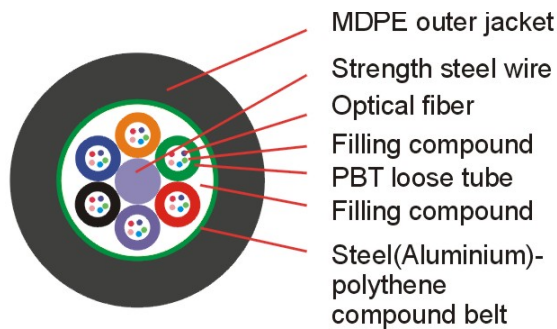 MDPE outer jacket
Strength steel wire
Optical fiber
Filling compound
PBT loose tube
Filling compound
Steel(Aluminium)-
polythene
compound belt